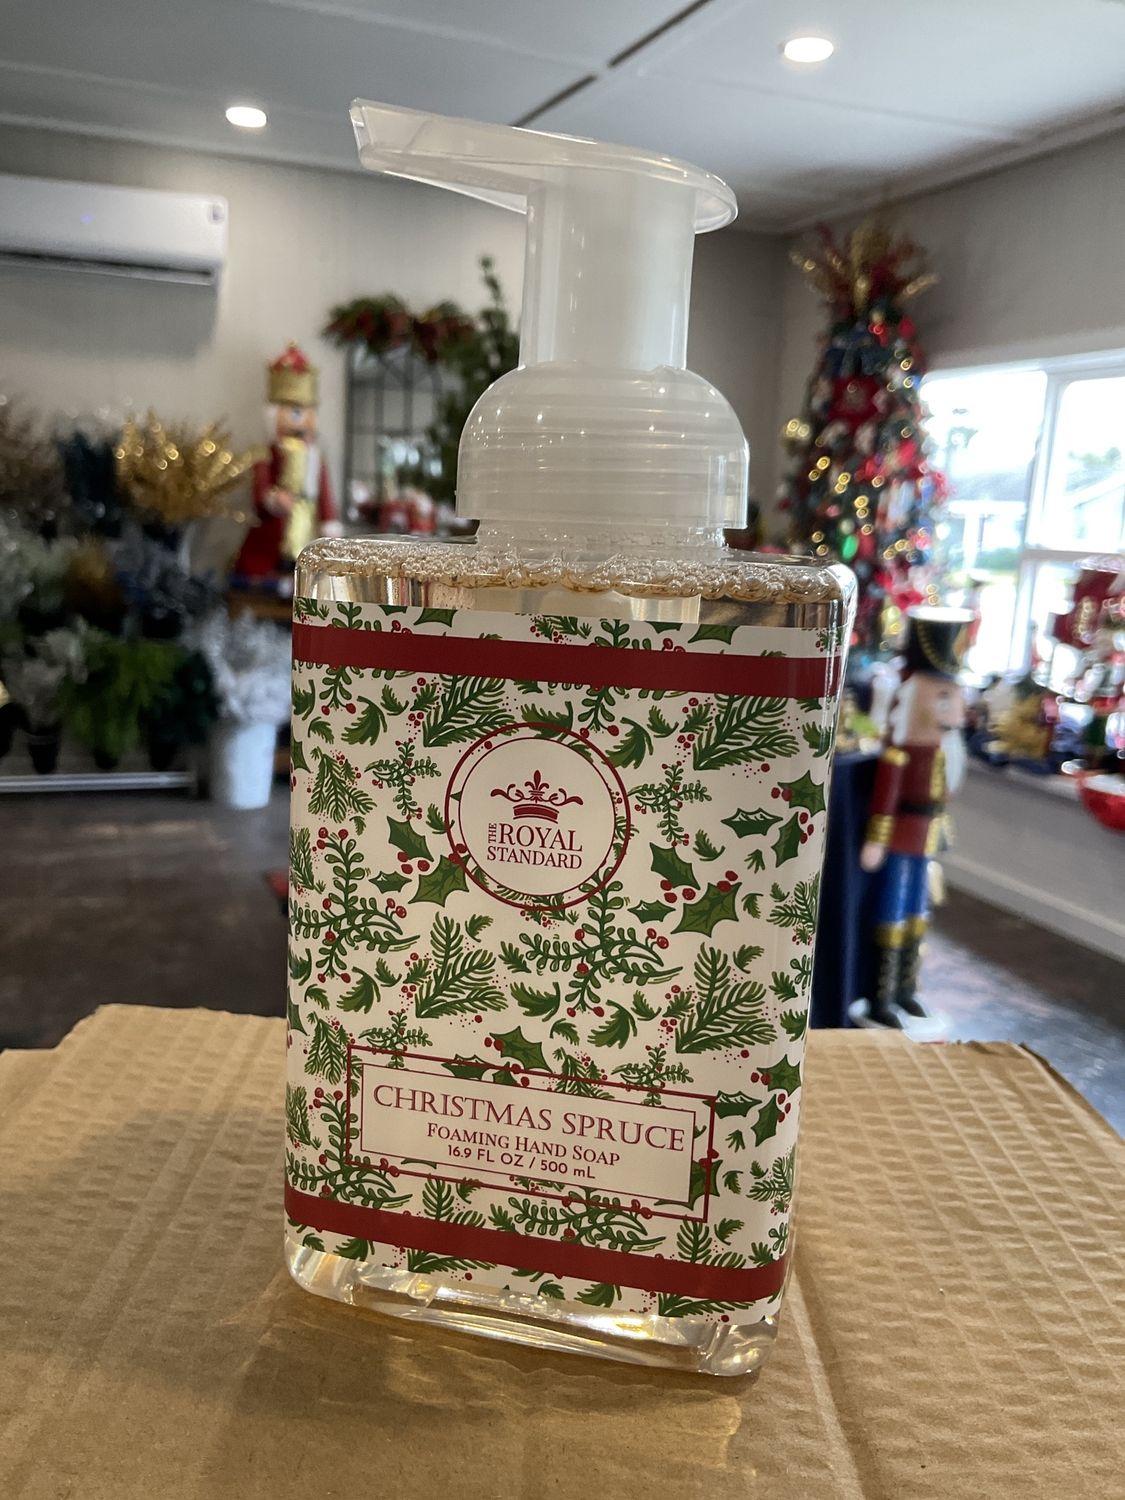 THE
ROYAL
STANDARD
CHRISTMAS SPRUCE
FOAMING HAND SOAP
16.9 FL OZ / 500 mL